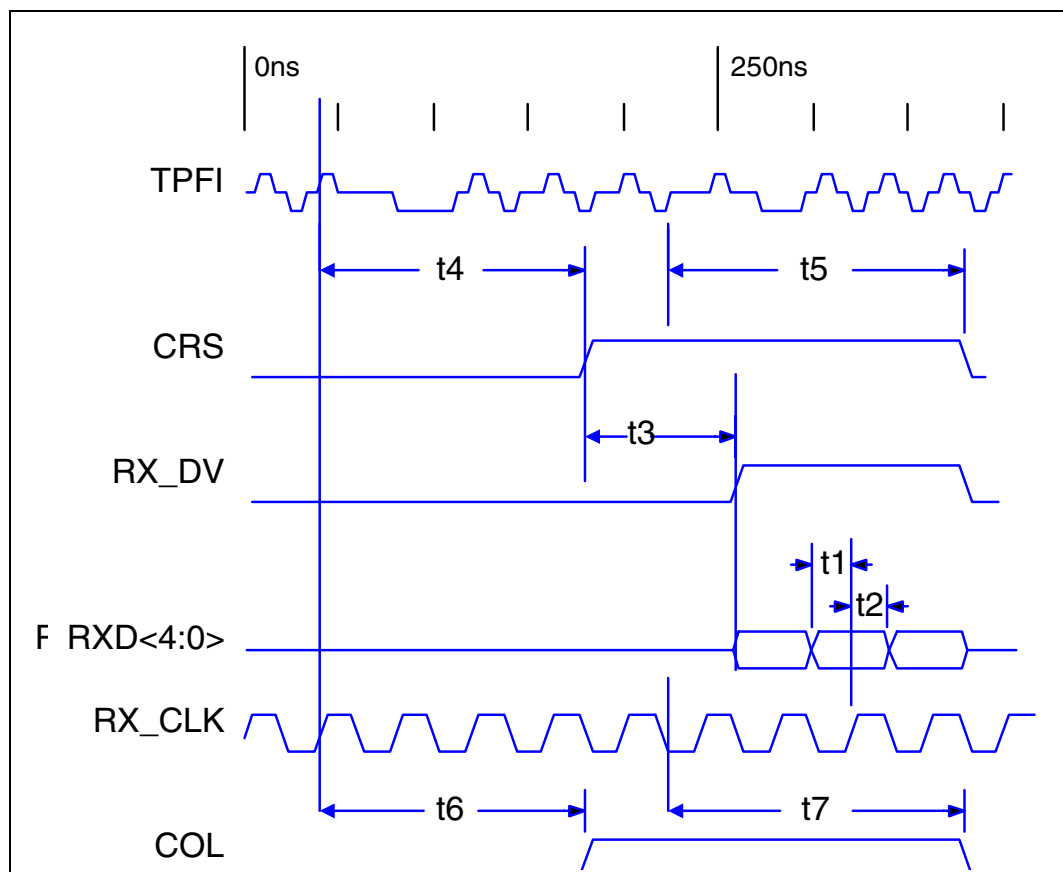 0ns
250ns
TPFI
t4
t5
CRS
t3
RX_DV
t1
t2
F RXD<4:0>
RX_CLK
t6
t7
COL